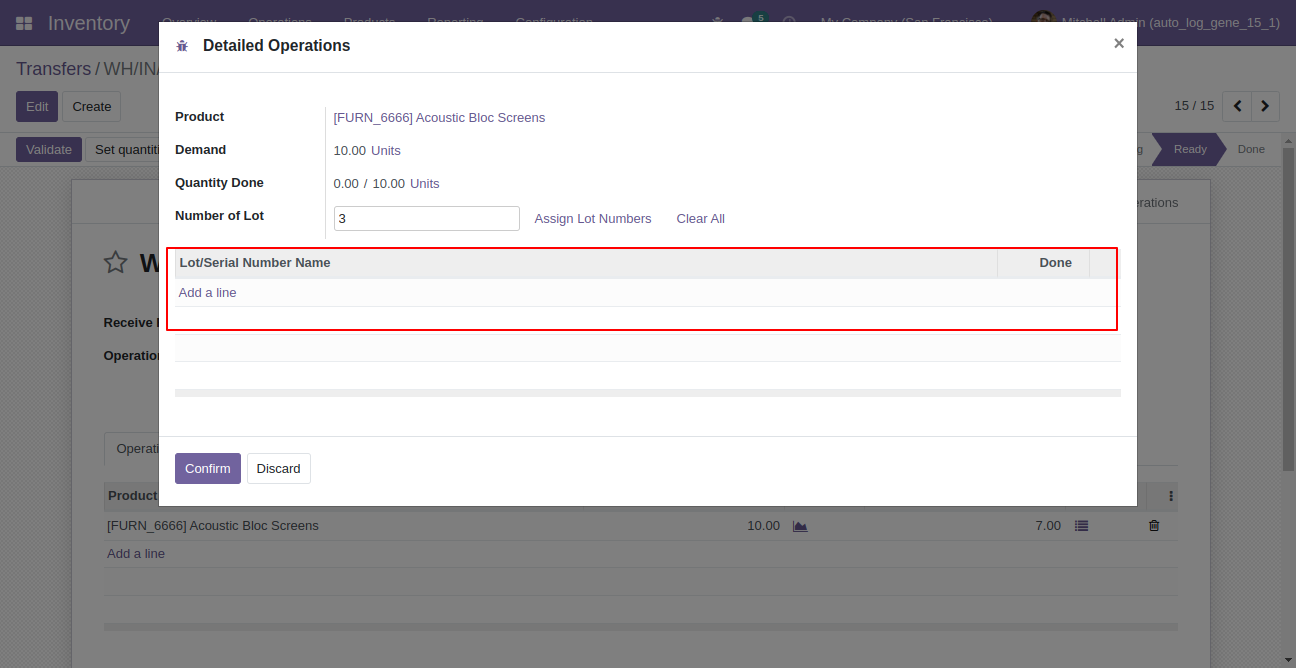 Inventory Overview Operations Products Reporting Configuration 5 My Company (San Francisco) Mitchell Admin (auto_log_gene_15_1)
Transfers / WH/IN/
Edit Create 15 / 15
Validate Set quantiti Ready Done
Detailed Operations ×
Product [FURN_6666] Acoustic Bloc Screens
Demand 10.00 Units
Quantity Done 0.00 / 10.00 Units
Number of Lot 3 Assign Lot Numbers Clear All
Lot/Serial Number Name Done
Add a line
Confirm Discard
erations
W
Receive
Operation
Operati
Product
[FURN_6666] Acoustic Bloc Screens 10.00 7.00
Add a line